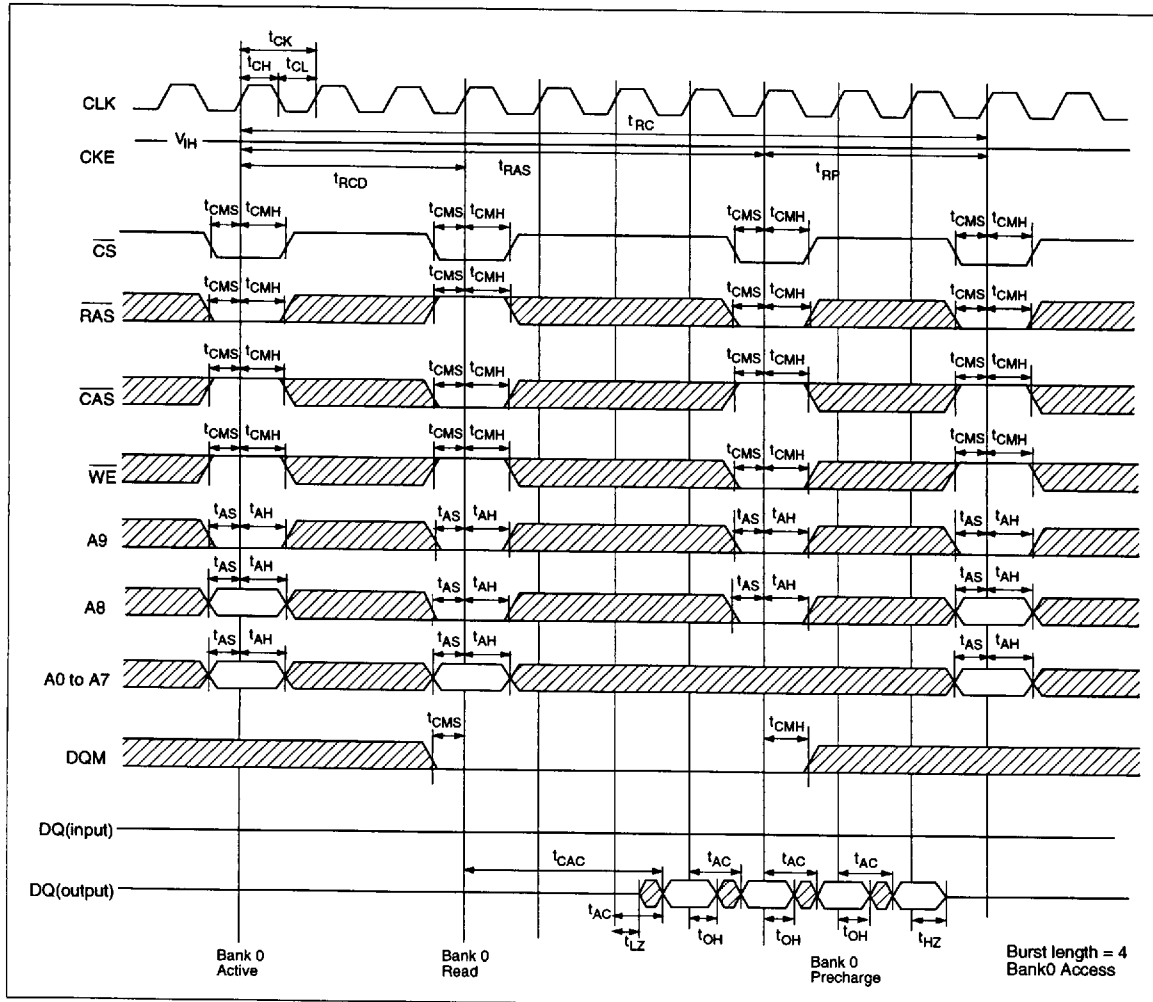 tCK
tCH tCL
CLK
tRC
VIH
CKE
tRCD tRAS tRP
tCMS tCMH tCMS tCMH tCMS tCMH tCMS tCMH
CS
tCMS tCMH tCMS tCMH tCMS tCMH tCMS tCMH
RAS
tCMS tCMH tCMS tCMH tCMS tCMH tCMS tCMH
CAS
tCMS tCMH tCMS tCMH tCMS tCMH tCMS tCMH
WE
tAS tAH tAS tAH tAS tAH tAS tAH
A9
tAS tAH tAS tAH tAS tAH tAS tAH
A8
tAS tAH tAS tAH tAS tAH
A0 to A7
tCMS tCMH
DQM
DQ(input)
tCAC tAC tAC tAC
DQ(output)
tAC
tLZ tOH tOH tOH tHZ
Bank 0
Active
Bank 0
Read
Bank 0
Precharge
Burst length = 4
Bank0 Access